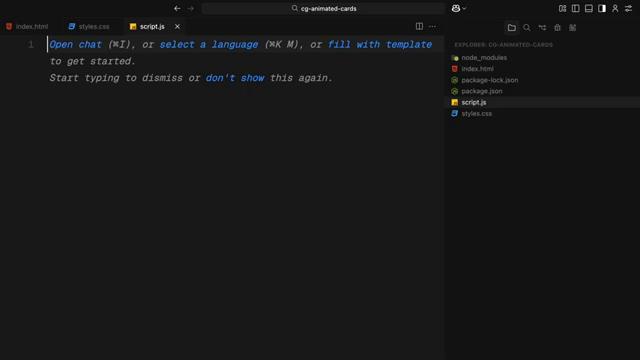 cg-animated-cards
index.html
styles.css
script.js
1
Open chat (⌘I), or select a language (⌘K M), or fill with template
to get started.
Start typing to dismiss or don't show this again.
EXPLORER: CG-ANIMATED-CARDS
node_modules
index.html
package-lock.json
package.json
script.js
styles.css